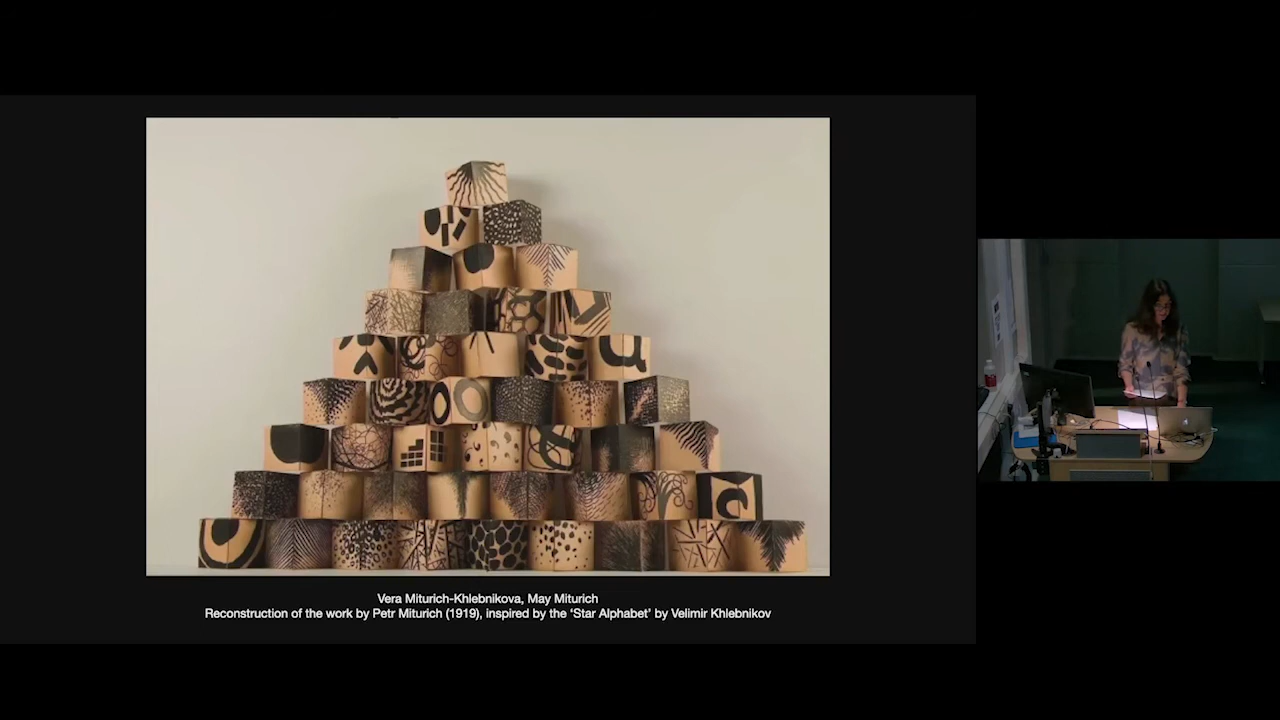 Vera Miturich-Khlebnikova, May Miturich
Reconstruction of the work by Petr Miturich (1919), inspired by the ‘Star Alphabet’ by Velimir Khlebnikov